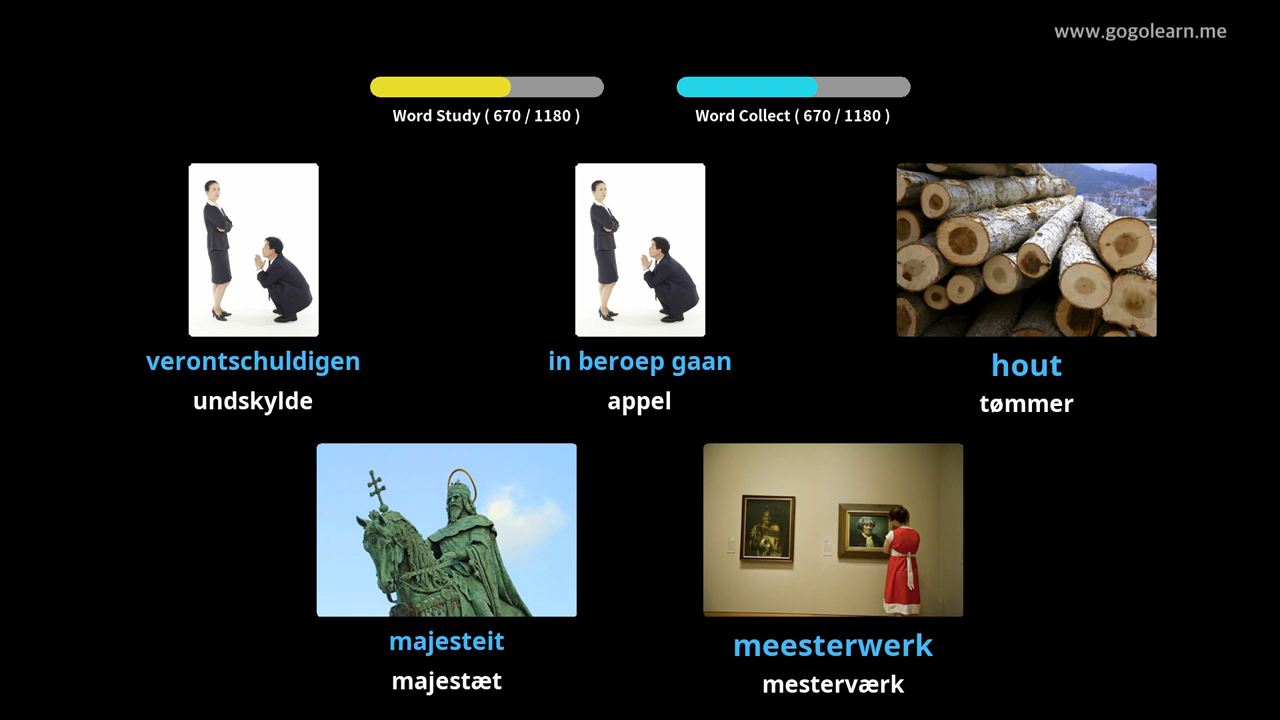 www.gogolearn.me
Word Study ( 670 / 1180 )
Word Collect ( 670 / 1180 )
verontschuldigen
undskylde
in beroep gaan
appel
hout
tømmer
majesteit
majestæt
meesterwerk
mesterværk